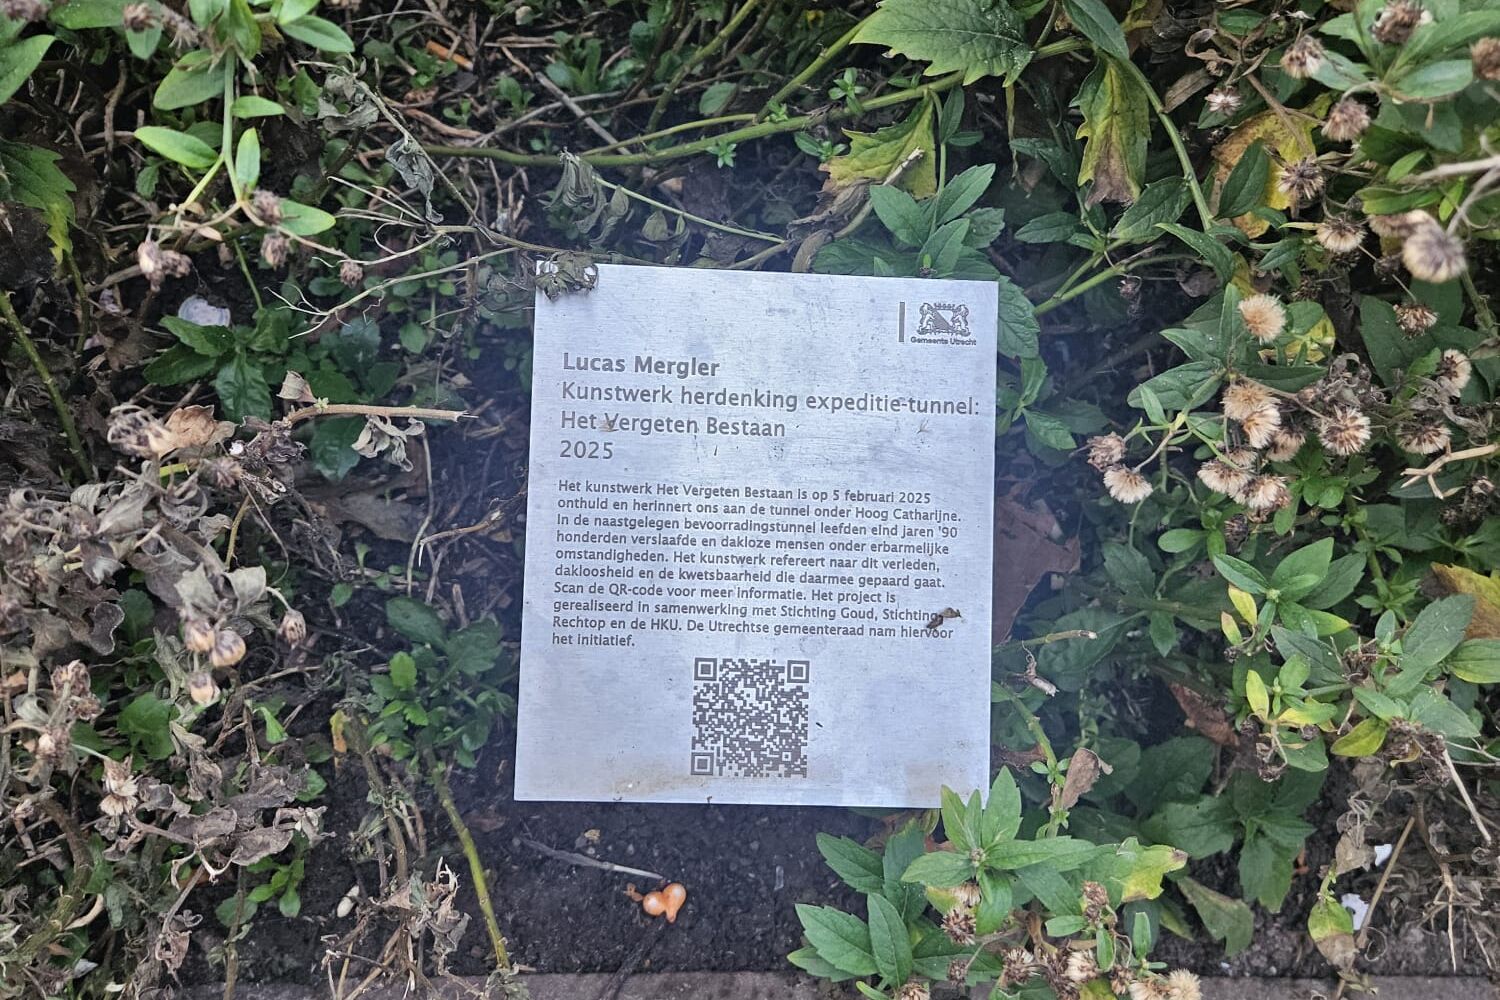 Gemeente Utrecht
Lucas Mergler
Kunstwerk herdenking expeditie-tunnel:
Het Vergeten Bestaan
2025
Het kunstwerk Het Vergeten Bestaan is op 5 februari 2025
onthuld en herinnert ons aan de tunnel onder Hoog Catharijne.
In de naastgelegen bevoorradingstunnel leefden eind jaren '90
honderden verslaafde en dakloze mensen onder erbarmelijke
omstandigheden. Het kunstwerk refereert naar dit verleden,
dakloosheid en de kwetsbaarheid die daarmee gepaard gaat.
Scan de QR-code voor meer informatie. Het project is
gerealiseerd in samenwerking met Stichting Goud, Stichting
Rechtop en de HKU. De Utrechtse gemeenteraad nam hiervoor
het initiatief.